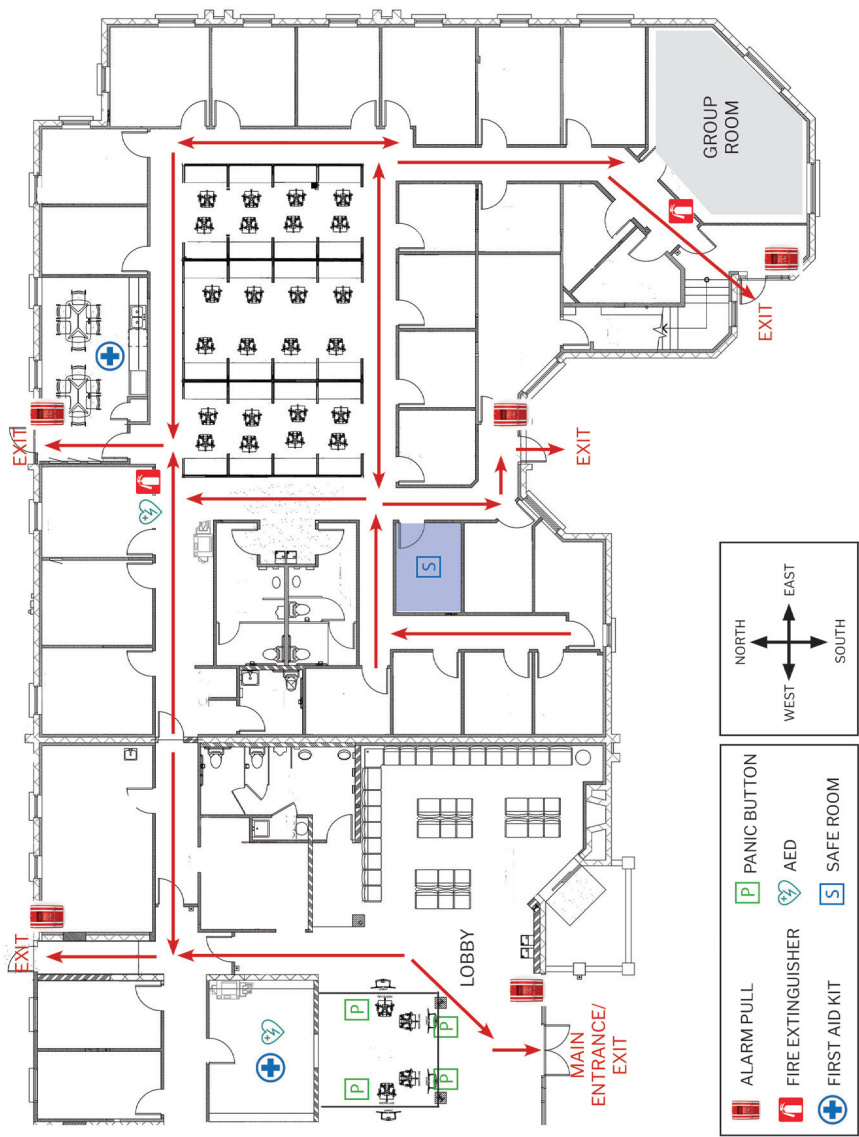 GROUP
ROOM
EXIT
EXIT
EXIT
EXIT
S
LOBBY
P
P
P
P
MAIN
ENTRANCE/
EXIT
NORTH
WEST
EAST
SOUTH
ALARM PULL
FIRE EXTINGUISHER
FIRST AID KIT
P PANIC BUTTON
AED
S SAFE ROOM